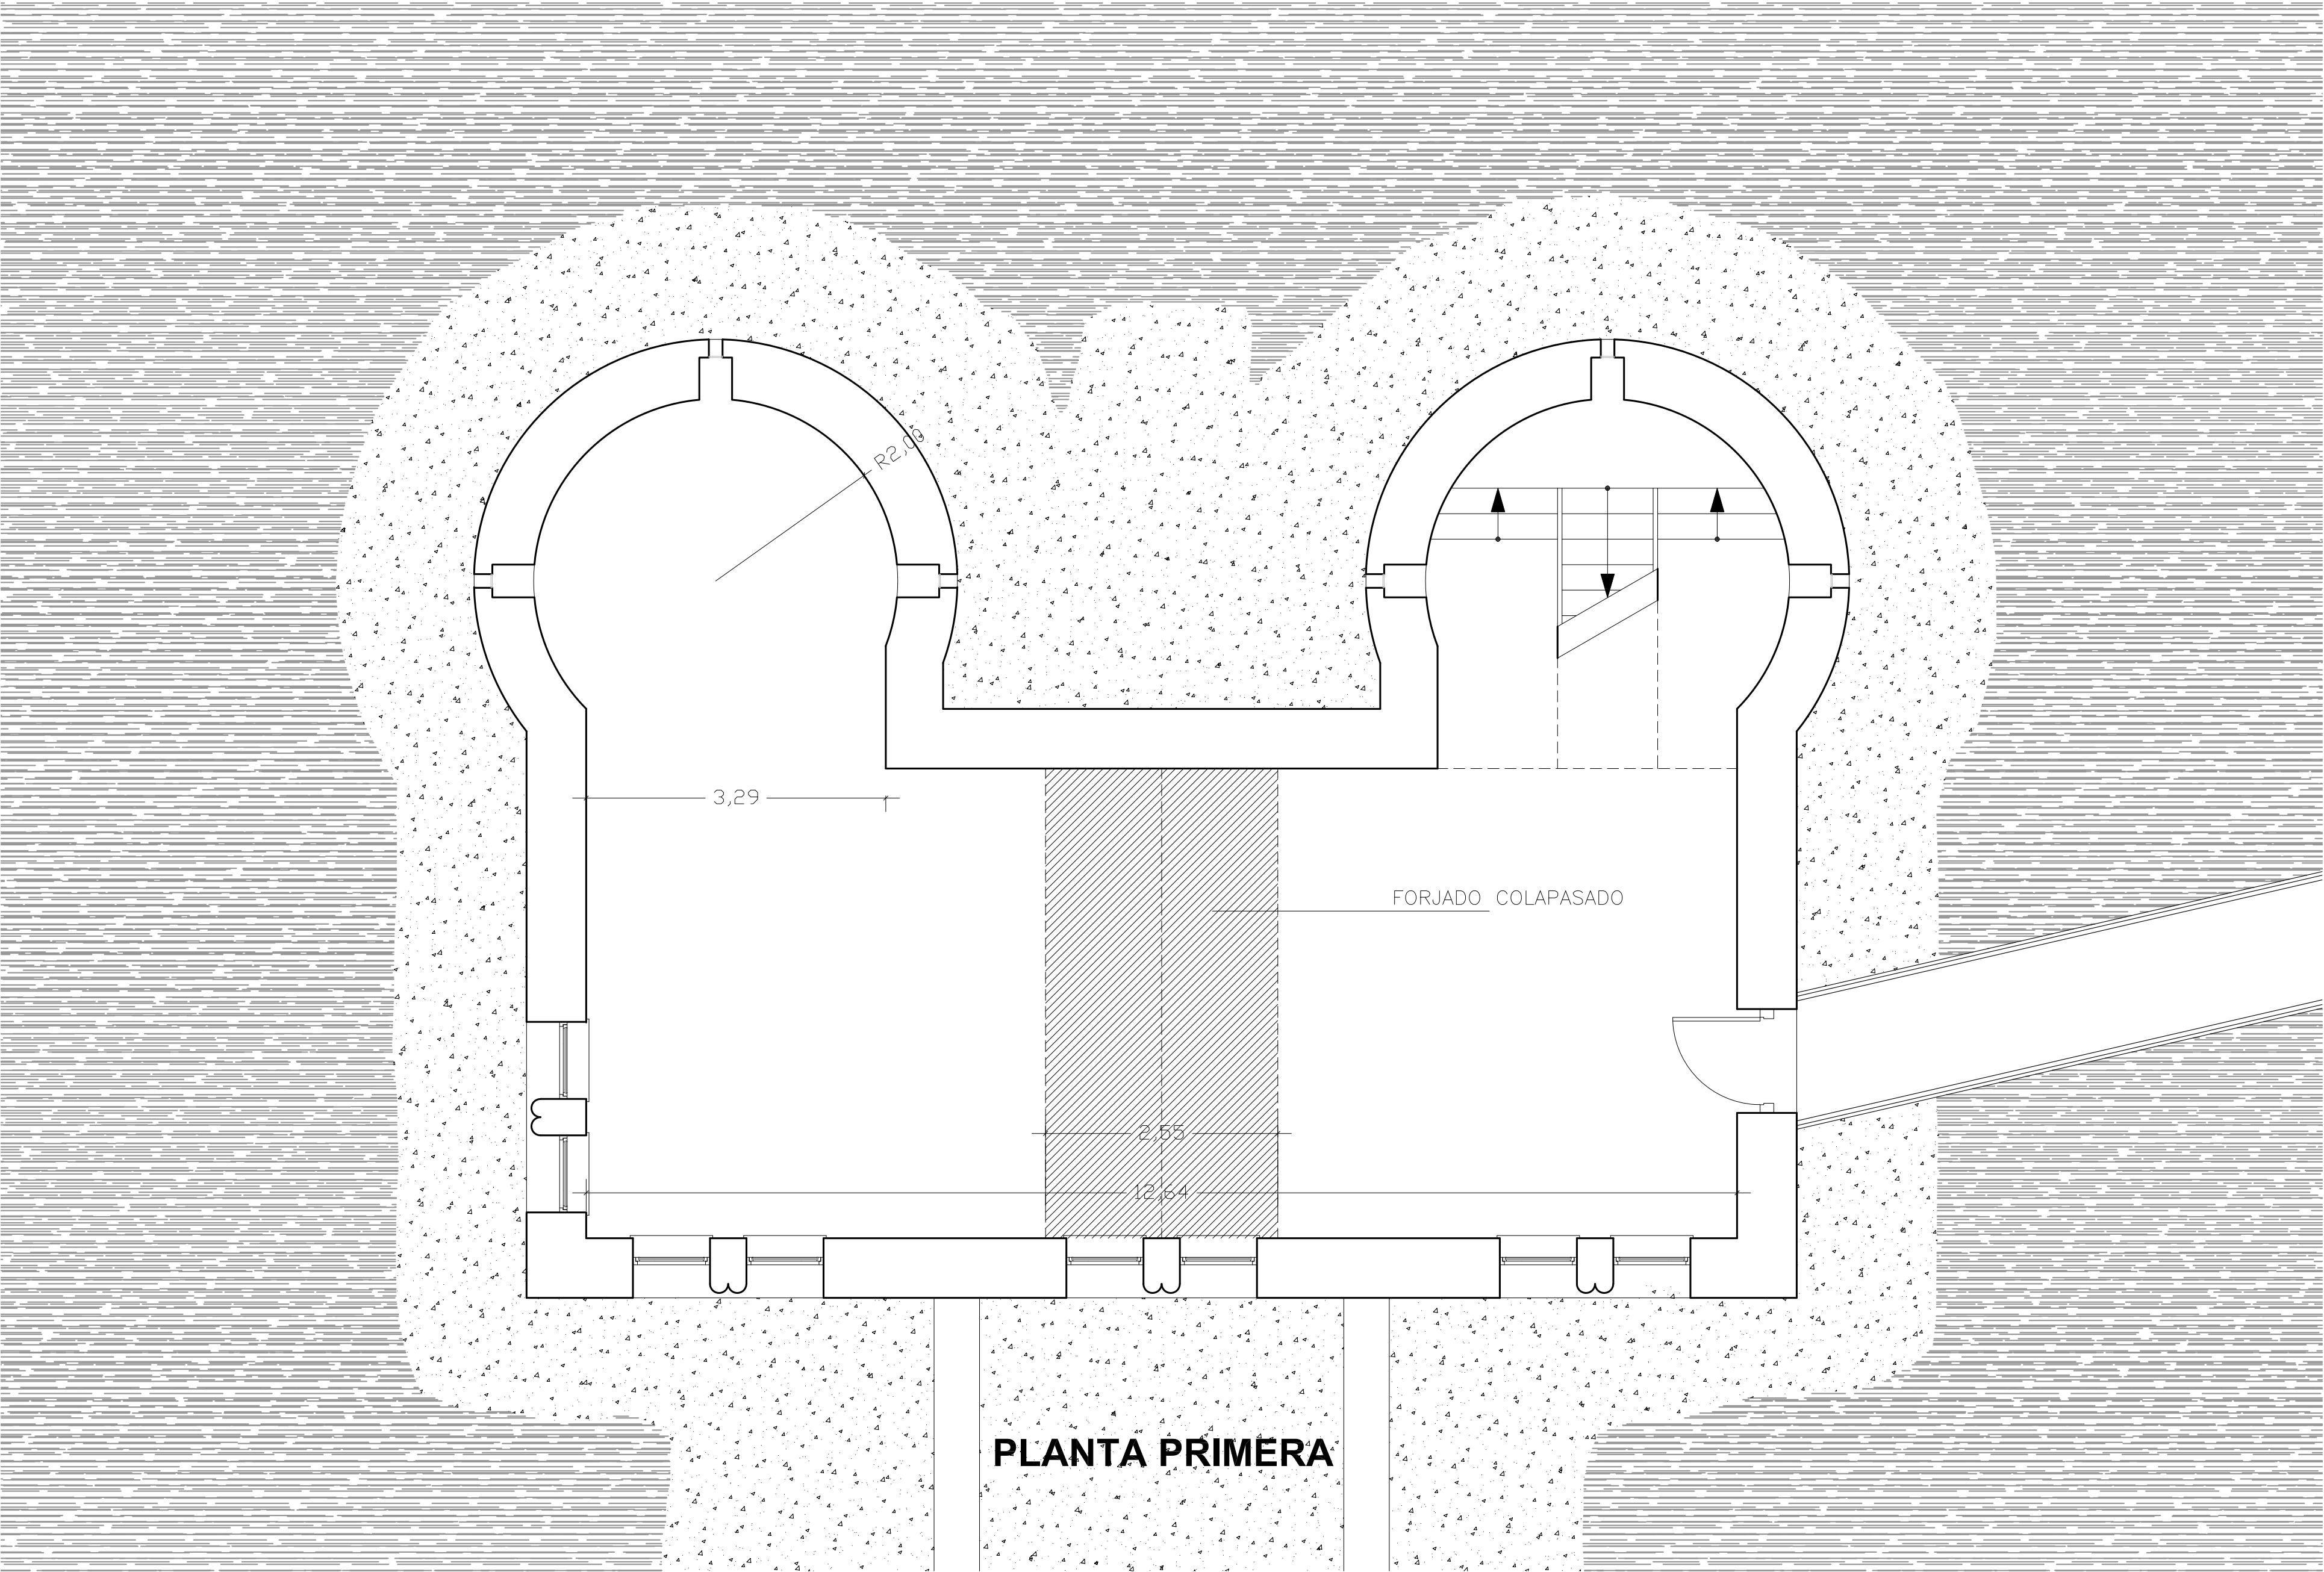 R2,00
3,29
FORJADO COLAPASADO
2,55
12,64
PLANTA PRIMERA